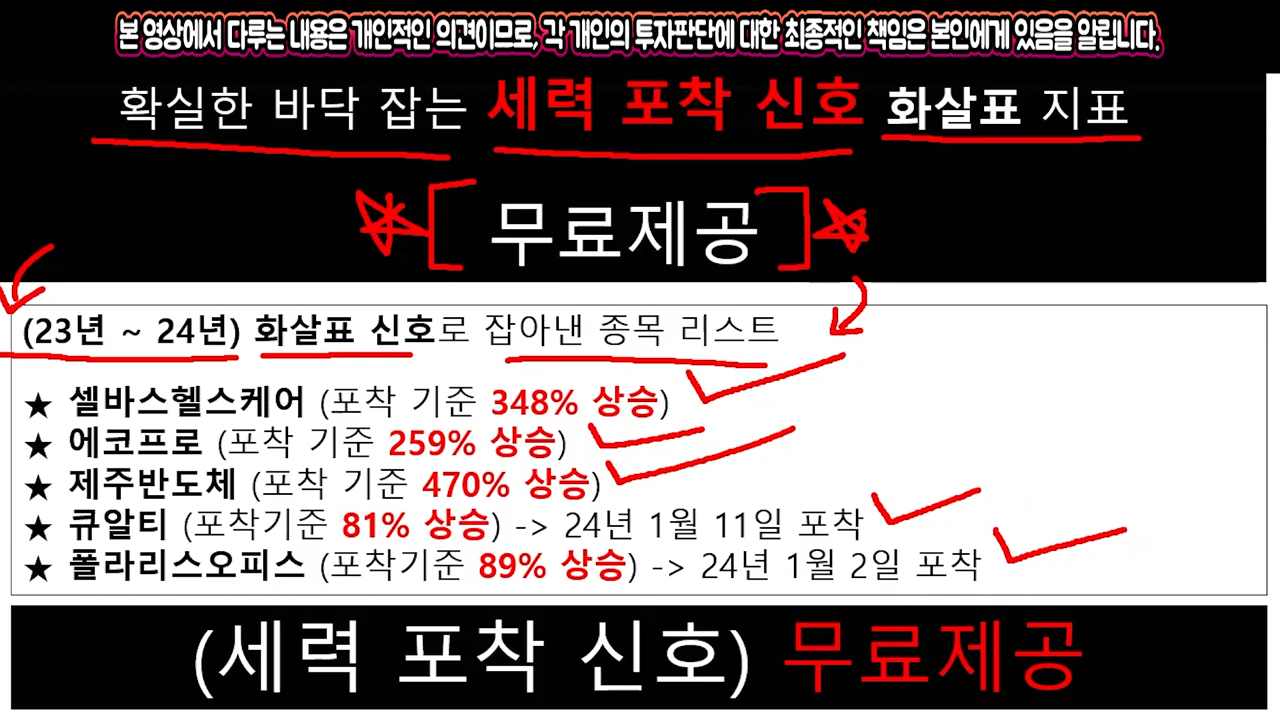 본 영상에서 다루는 내용은 개인적인 의견이므로, 각 개인의 투자판단에 대한 최종적인 책임은 본인에게 있음을 알립니다.
확실한 바닥 잡는 세력 포착 신호 화살표 지표
[무료제공]
(23년 ~ 24년) 화살표 신호로 잡아낸 종목 리스트
★ 셀바스헬스케어 (포착 기준 348% 상승)
★ 에코프로 (포착 기준 259% 상승)
★ 제주반도체 (포착 기준 470% 상승)
★ 큐알티 (포착기준 81% 상승) -> 24년 1월 11일 포착
★ 폴라리스오피스 (포착기준 89% 상승) -> 24년 1월 2일 포착
(세력 포착 신호) 무료제공